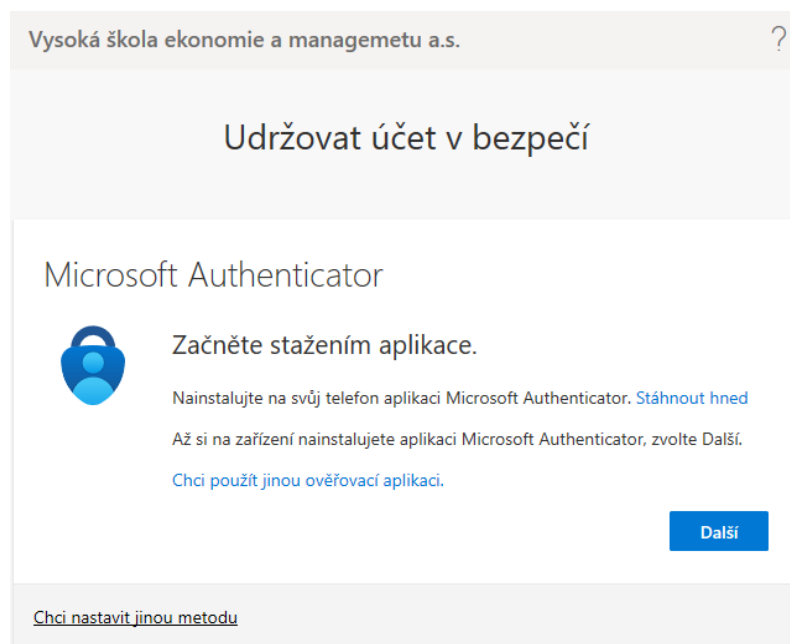 Vysoká škola ekonomie a managemetu a.s.
?
Udržovat účet v bezpečí
Microsoft Authenticator
Začněte stažením aplikace.
Nainstalujte na svůj telefon aplikaci Microsoft Authenticator. Stáhnout hned
Až si na zařízení nainstalujete aplikaci Microsoft Authenticator, zvolte Další.
Chci použít jinou ověřovací aplikaci.
Další
Chci nastavit jinou metodu